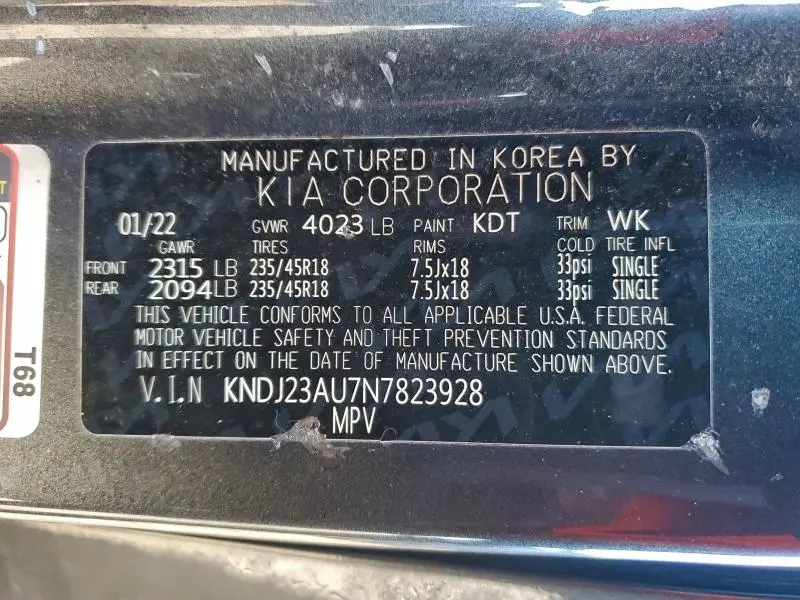 MANUFACTURED IN KOREA BY
KIA CORPORATION
01/22 GVWR 4023 LB PAINT KDT TRIM WK
GAWR TIRES RIMS COLD TIRE INFL
FRONT 2315 LB 235/45R18 7.5Jx18 33psi SINGLE
REAR 2094 LB 235/45R18 7.5Jx18 33psi SINGLE
THIS VEHICLE CONFORMS TO ALL APPLICABLE U.S.A. FEDERAL
MOTOR VEHICLE SAFETY AND THEFT PREVENTION STANDARDS
IN EFFECT ON THE DATE OF MANUFACTURE SHOWN ABOVE.
V.I.N KNDJ23AU7N7823928
MPV
T68